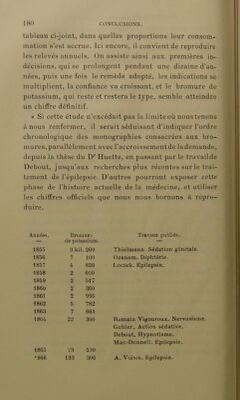 180 CONCLUSIONS.
tableau ci-joint, dans quelles proportions leur consom-
mation s'est accrue. Ici encore, il convient de reproduire
les relevés annuels. On assiste ainsi aux premières in-
décisions, qui se prolongent pendant une dizaine d'an-
nées, puis une fois le remède adopté, les indications se
multiplient, la confiance va croissant, et le bromure de
potassium, qui reste et restera le type, semble atteindre
un chiffre définitif.
« Si cette étude n'excédait pas la limite où nous tenons
à nous renfermer, il serait séduisant d'indiquer l'ordre
chronologique des monographies consacrées aux bro-
mures, parallèlement avec l'accroissement de la demande,
depuis la thèse du Dr Huette, en passant par le travail de
Debout, jusqu'aux recherches plus récentes sur le trai-
tement de l'épilepsie. D'autres pourront exposer cette
phase de l'histoire actuelle de la médecine, et utiliser
les chiffres officiels que nous nous bornons à repro-
duire.
Années. Bromure de potassium. Travaux publiés.
1855 3 kil. 200 Thielmann. Sédation génitale.
1856 7 100 Ozanam. Diphtérie.
1857 4 820 Locock. Epilepsie.
1858 2 600
1859 2 517
1860 2 360
1861 2 995
1862 5 782
1863 7 661
1864 22 300 Romain Vigouroux. Nervosisme.
Gubler, Action sédative.
Debout, Hypnotisme.
Mac-Donnell. Epilepsie.
1865 73 500
1866 133 300 A. Voisin. Epilepsie.